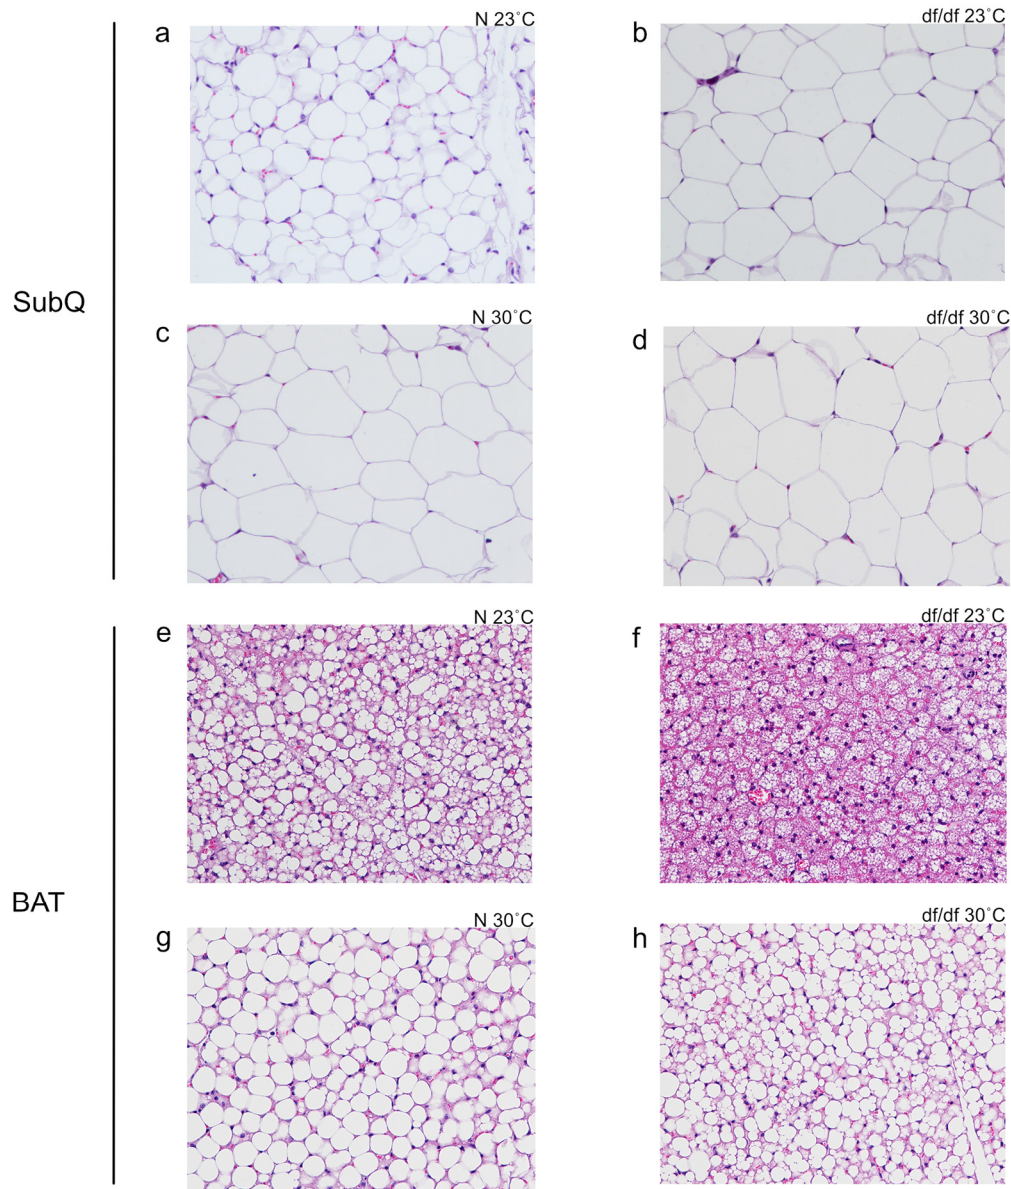 N 23˚C
a
df/df 23˚C
b
SubQ
N 30˚C
c
df/df 30˚C
d
N 23˚C
e
df/df 23˚C
f
BAT
N 30˚C
g
df/df 30˚C
h